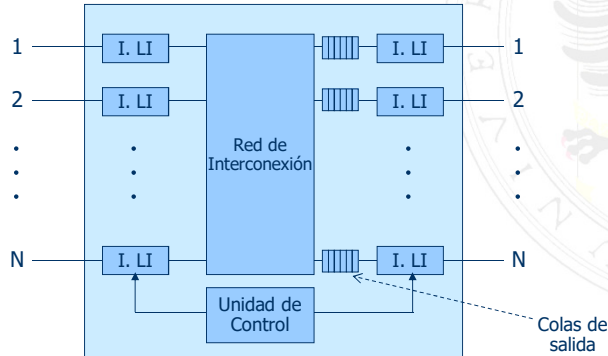 1 I. LI I. LI 1
2 I. LI I. LI 2
Red de
Interconexión
N I. LI I. LI N
Unidad de
Control
Colas de
salida